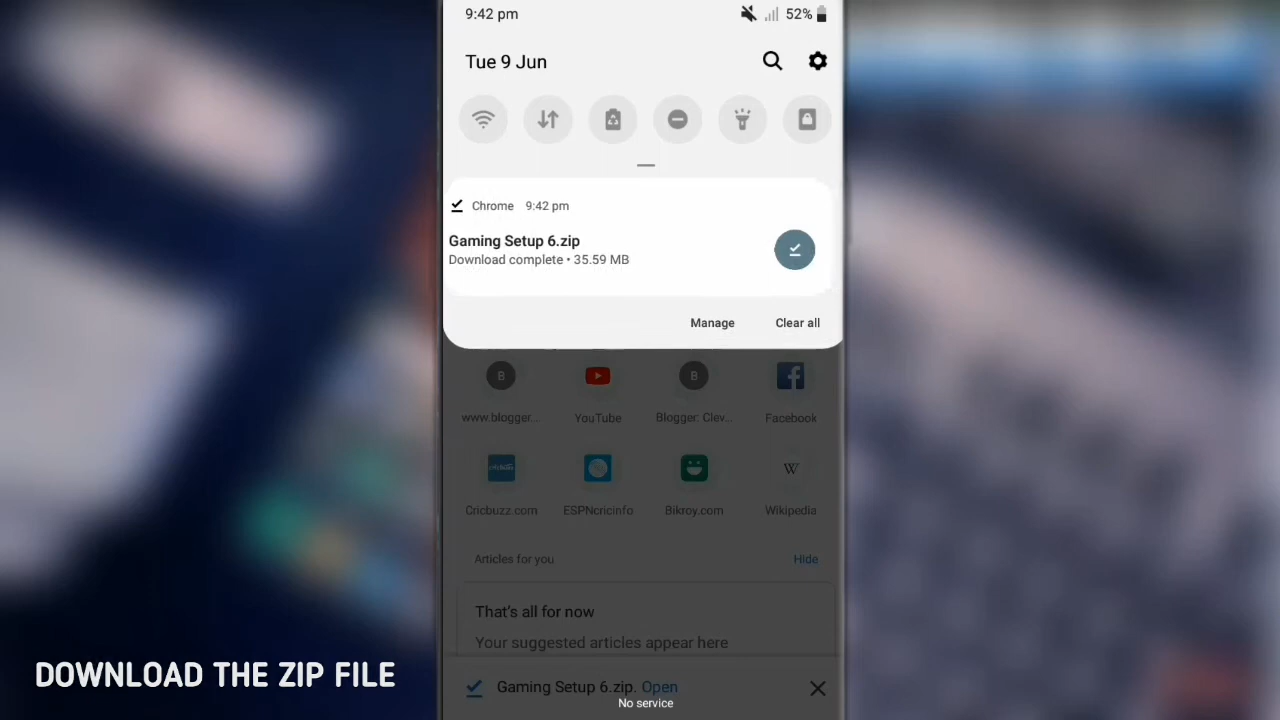 9:42 pm
52%
Tue 9 Jun
Chrome 9:42 pm
Gaming Setup 6.zip
Download complete • 35.59 MB
Manage Clear all
B B
www.blogger... YouTube Blogger: Clev... Facebook
W
Cricbuzz.com ESPNcricinfo Bikroy.com Wikipedia
Articles for you Hide
That's all for now
Your suggested articles appear here
Gaming Setup 6.zip. Open
No service
DOWNLOAD THE ZIP FILE